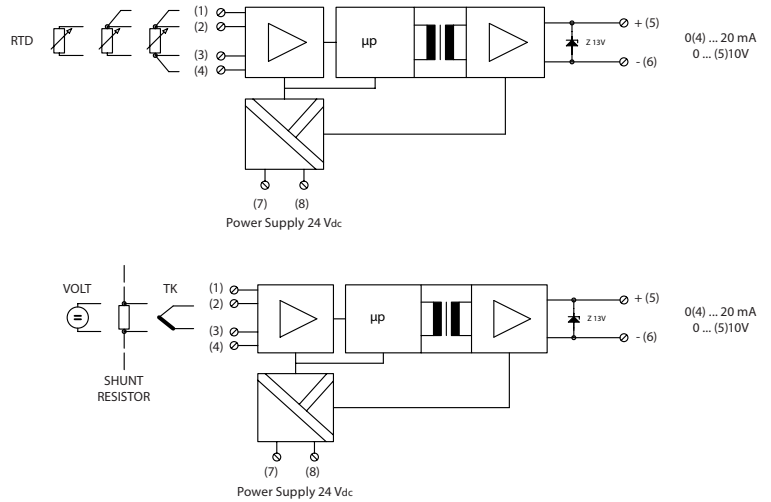 (1)
(2)
RTD
(3)
(4)
µp
Z 13V
+ (5)
- (6)
0(4) ... 20 mA
0 ... (5)10V
(7) (8)
Power Supply 24 Vdc
VOLT
TK
SHUNT
RESISTOR
(1)
(2)
(3)
(4)
µp
Z 13V
+ (5)
- (6)
0(4) ... 20 mA
0 ... (5)10V
(7) (8)
Power Supply 24 Vdc